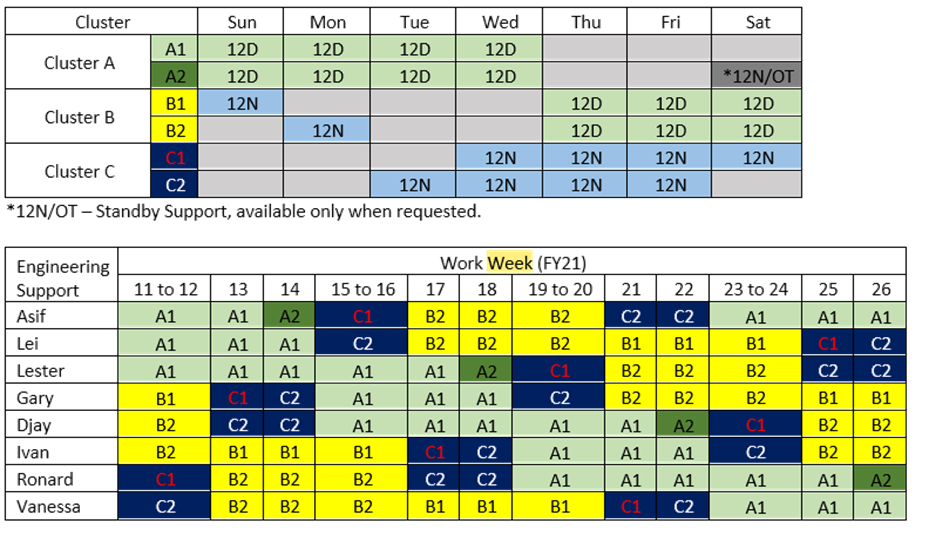 Cluster Sun Mon Tue Wed Thu Fri Sat
Cluster A
A1 12D 12D 12D 12D
A2 12D 12D 12D 12D *12N/OT
Cluster B
B1 12N 12D 12D 12D
B2 12N 12D 12D 12D
Cluster C
C1 12N 12N 12N 12N
C2 12N 12N 12N 12N
*12N/OT – Standby Support, available only when requested.
Engineering Support
Work Week (FY21)
11 to 12 13 14 15 to 16 17 18 19 to 20 21 22 23 to 24 25 26
Asif A1 A1 A2 C1 B2 B2 B2 C2 C2 A1 A1 A1
Lei A1 A1 A1 C2 B2 B2 B2 B1 B1 B1 C1 C2
Lester A1 A1 A1 A1 A1 A2 C1 B2 B2 B2 C2 C2
Gary B1 C1 C2 A1 A1 A1 C2 B2 B2 B2 B1 B1
Djay B2 C2 C2 A1 A1 A1 A1 A1 A2 C1 B2 B2
Ivan B2 B1 B1 B1 C1 C2 A1 A1 A1 C2 B2 B2
Ronard C1 B2 B2 B2 C2 C2 A1 A1 A1 A1 A1 A2
Vanessa C2 B2 B2 B2 B1 B1 B1 C1 C2 A1 A1 A1